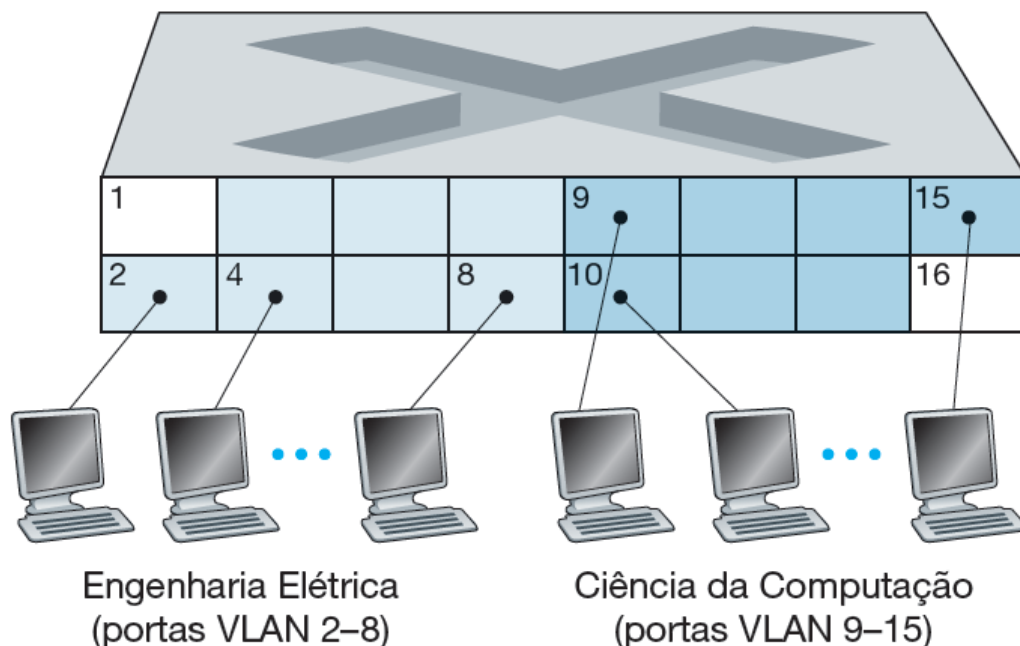 1
9
15
2
4
8
10
16
Engenharia Elétrica
(portas VLAN 2–8)
Ciência da Computação
(portas VLAN 9–15)